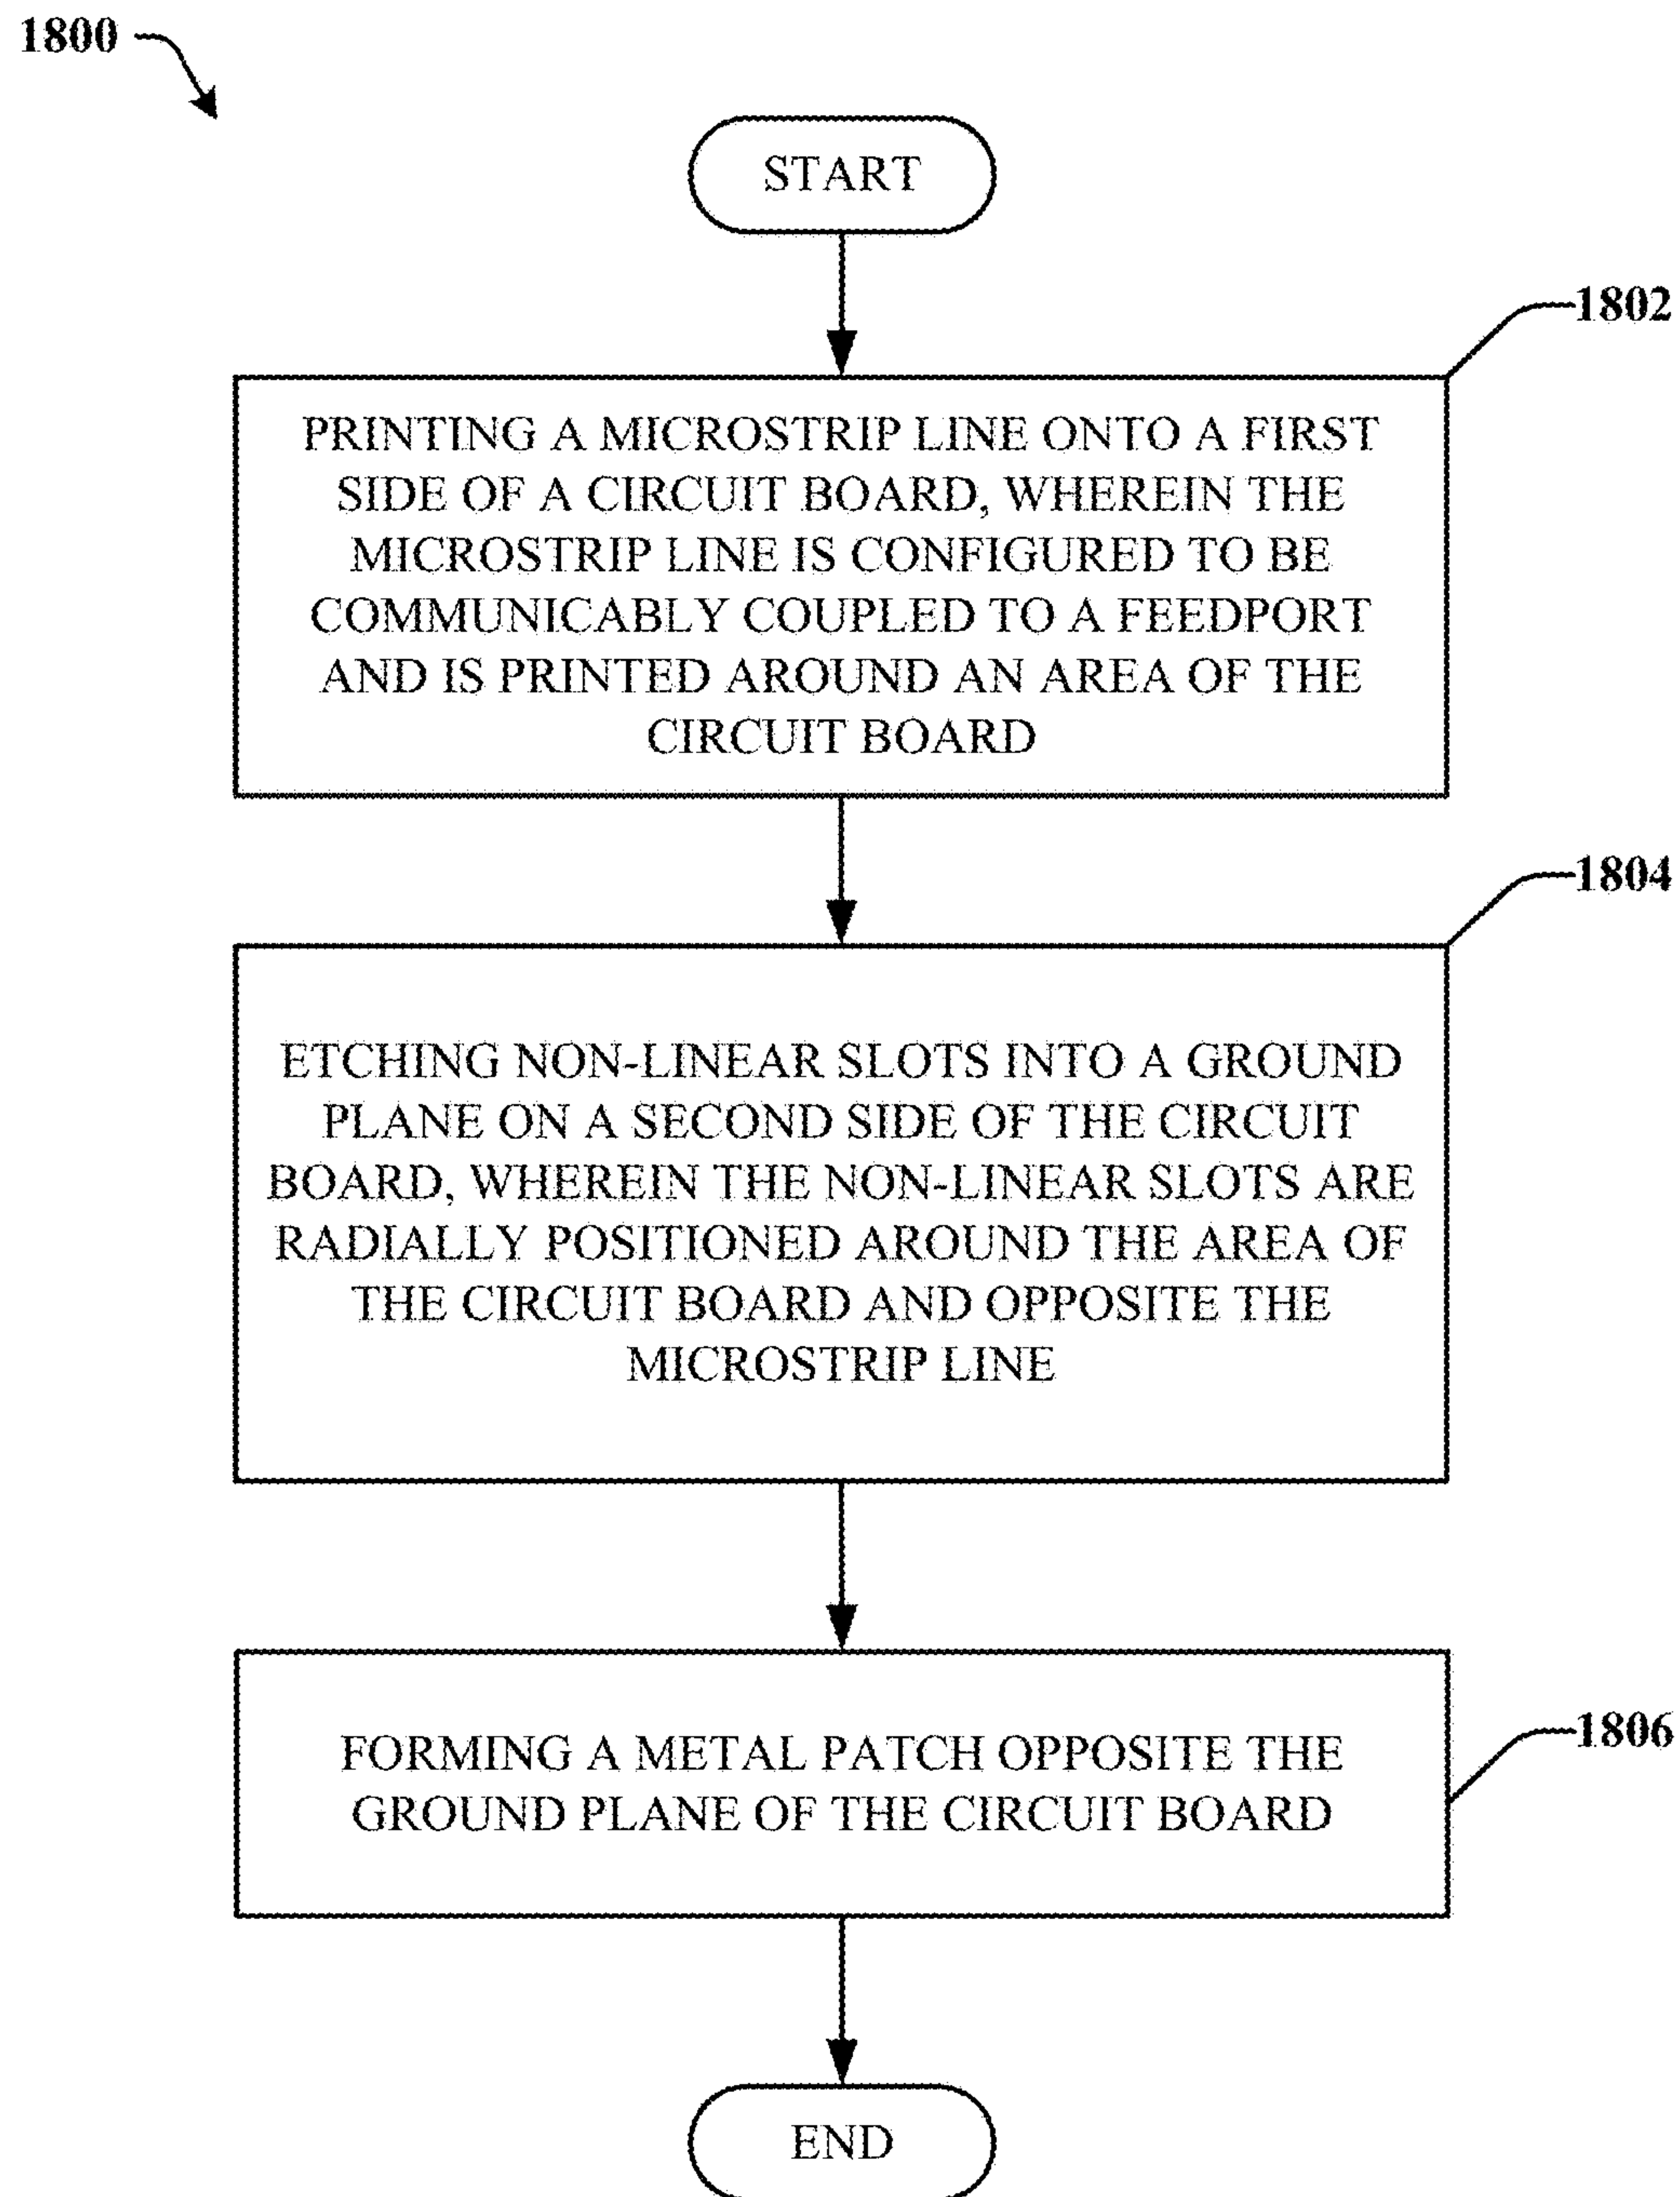 1800
START
1802
PRINTING A MICROSTRIP LINE ONTO A FIRST
SIDE OF A CIRCUIT BOARD, WHEREIN THE
MICROSTRIP LINE IS CONFIGURED TO BE
COMMUNICABLY COUPLED TO A FEEDPORT
AND IS PRINTED AROUND AN AREA OF THE
CIRCUIT BOARD
1804
ETCHING NON-LINEAR SLOTS INTO A GROUND
PLANE ON A SECOND SIDE OF THE CIRCUIT
BOARD, WHEREIN THE NON-LINEAR SLOTS ARE
RADIALLY POSITIONED AROUND THE AREA OF
THE CIRCUIT BOARD AND OPPOSITE THE
MICROSTRIP LINE
1806
FORMING A METAL PATCH OPPOSITE THE
GROUND PLANE OF THE CIRCUIT BOARD
END